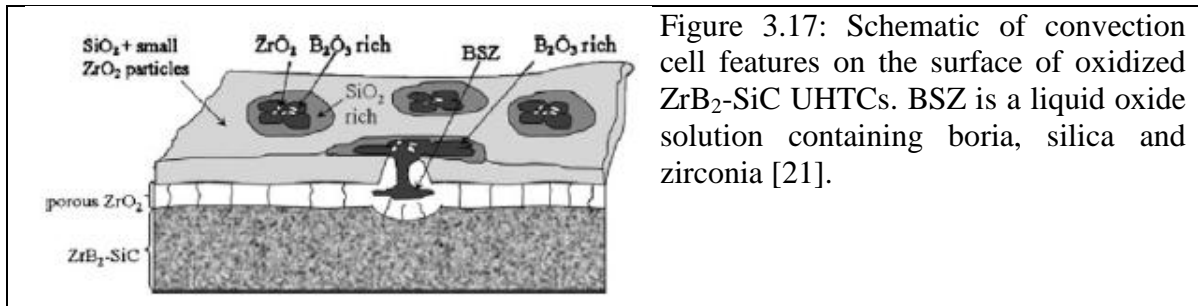 SiO₂ + small
ZrO₂ particles
ZrO₂ B₂O₃ rich
BSZ
B₂O₃ rich
SiO₂
rich
porous ZrO₂
ZrB₂-SiC
Figure 3.17: Schematic of convection
cell features on the surface of oxidized
ZrB₂-SiC UHTCs. BSZ is a liquid oxide
solution containing boria, silica and
zirconia [21].